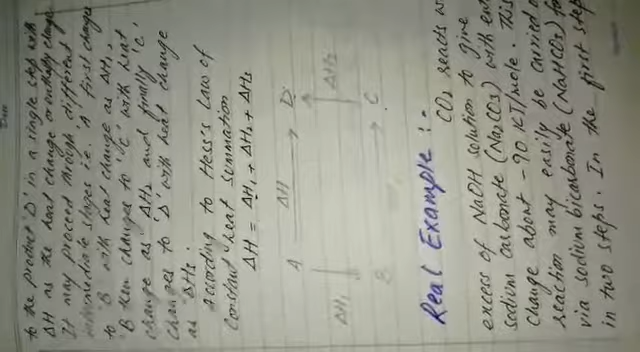 to the product 'D' in a single step with
ΔH as the heat change or enthalpy change
It may proceed through different
intermediate stages i.e. 'A' first changes
to 'B' with heat change as ΔH₁,
'B' then changes to 'C' with heat
change as ΔH₂ and finally 'C'
changes to 'D' with heat change
as ΔH₃.
according to Hess's Law of
Constant heat summation
ΔH = ΔH₁ + ΔH₂ + ΔH₃
A ΔH D
ΔH₁ ΔH₃
B C
Real Example :-
CO₂ reacts
excess of NaOH solution to give
sodium carbonate (Na₂CO₃) with
change about -90 KJ/mole. This
reaction may easily be carried
via sodium bicarbonate (NaHCO₃)
in two steps. In the first step